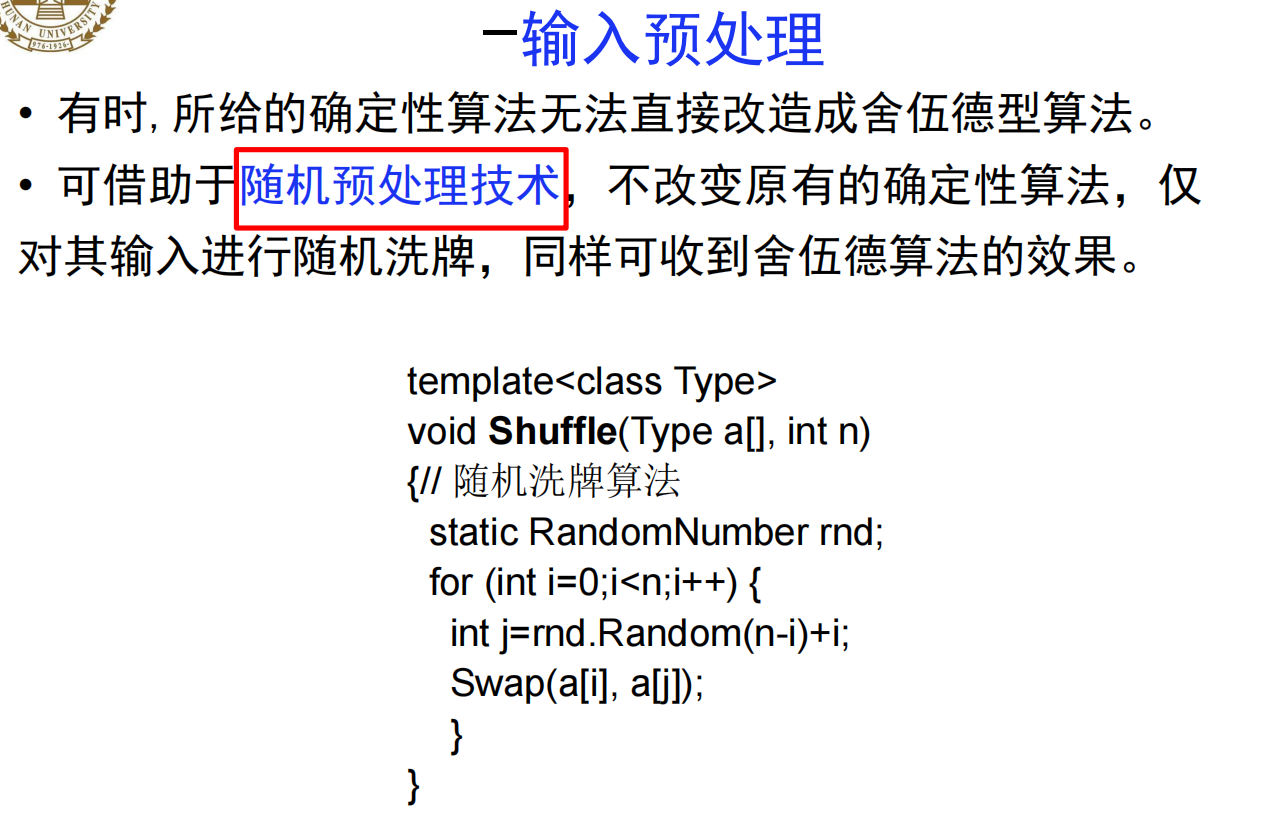 HUNAN UNIVERSITY
976-1926
–输入预处理
• 有时, 所给的确定性算法无法直接改造成舍伍德型算法。
• 可借助于随机预处理技术，不改变原有的确定性算法，仅
对其输入进行随机洗牌，同样可收到舍伍德算法的效果。
template<class Type>
void Shuffle(Type a[], int n)
{// 随机洗牌算法
static RandomNumber rnd;
for (int i=0;i<n;i++) {
int j=rnd.Random(n-i)+i;
Swap(a[i], a[j]);
}
}